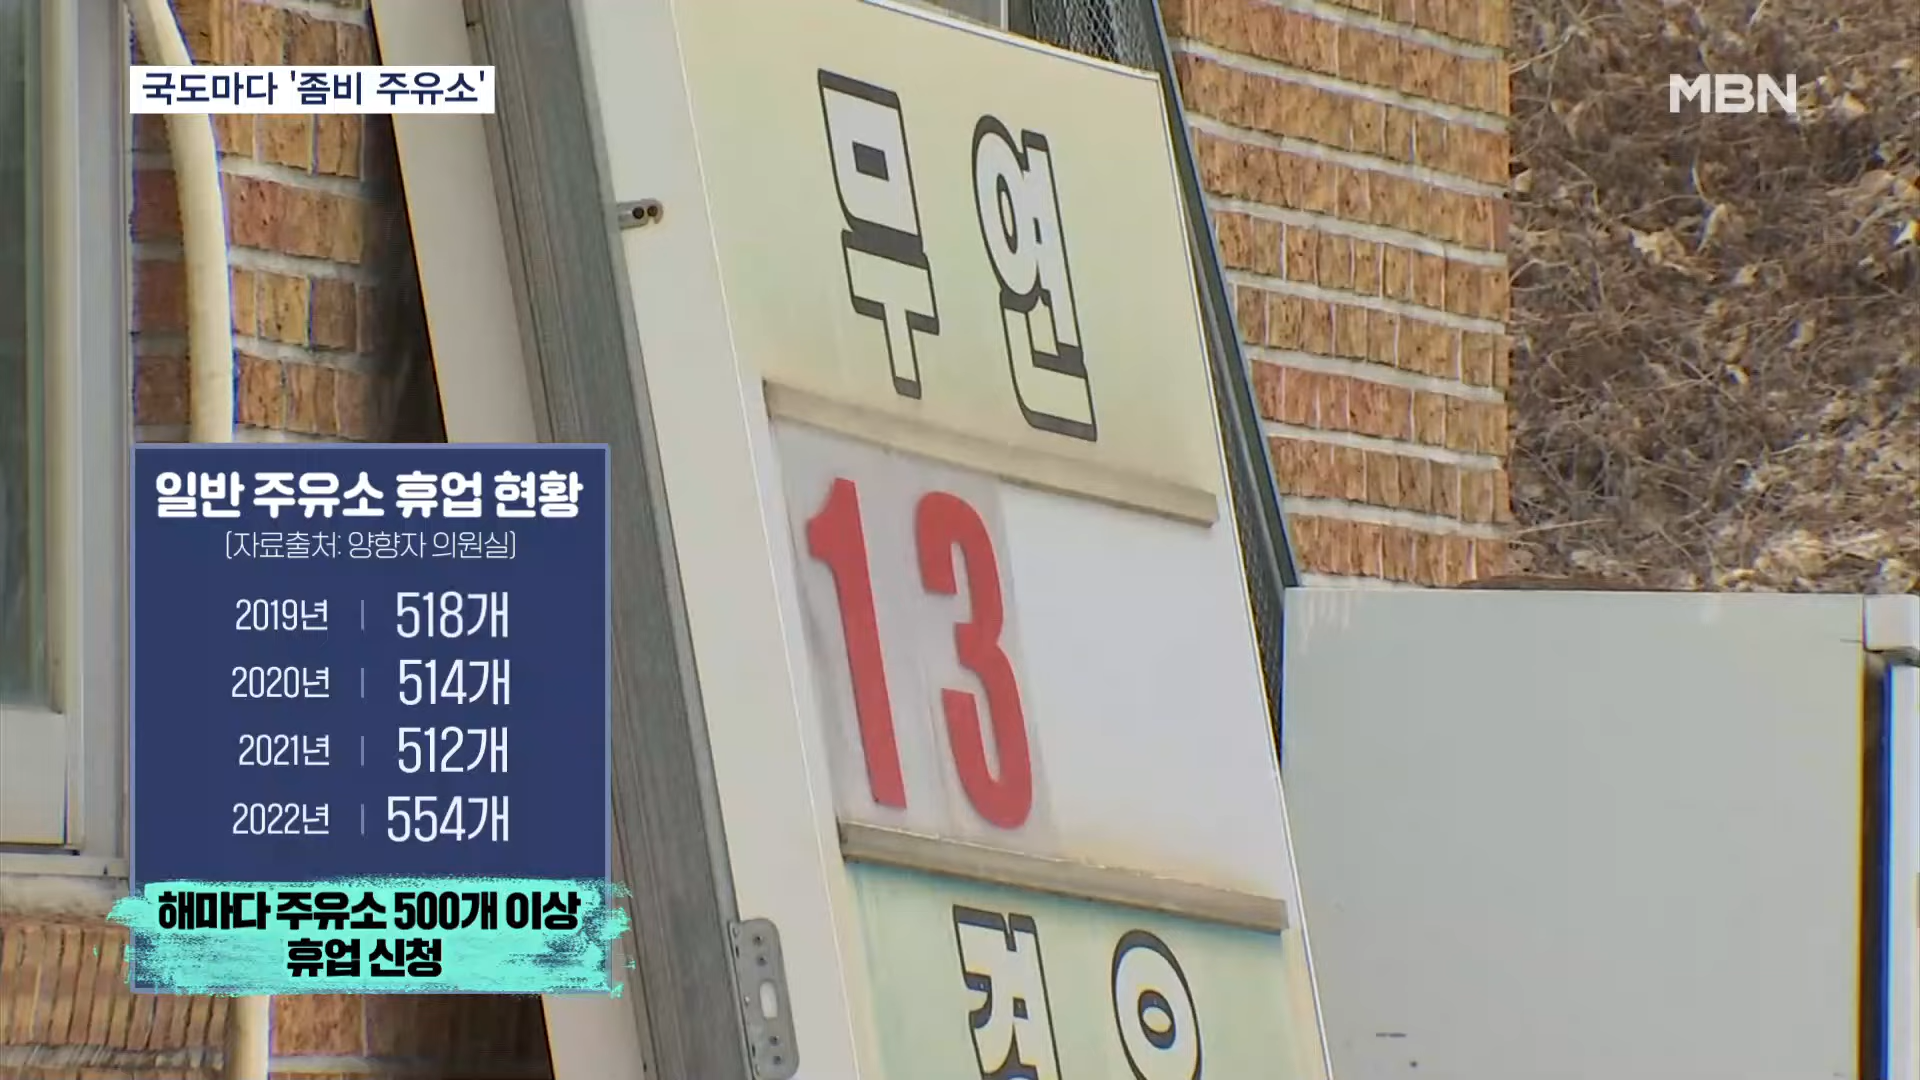 국도마다 '좀비 주유소'
MBN
무연
13
경유
일반 주유소 휴업 현황
(자료출처: 양향자 의원실)
2019년 | 518개
2020년 | 514개
2021년 | 512개
2022년 | 554개
해마다 주유소 500개 이상
휴업 신청